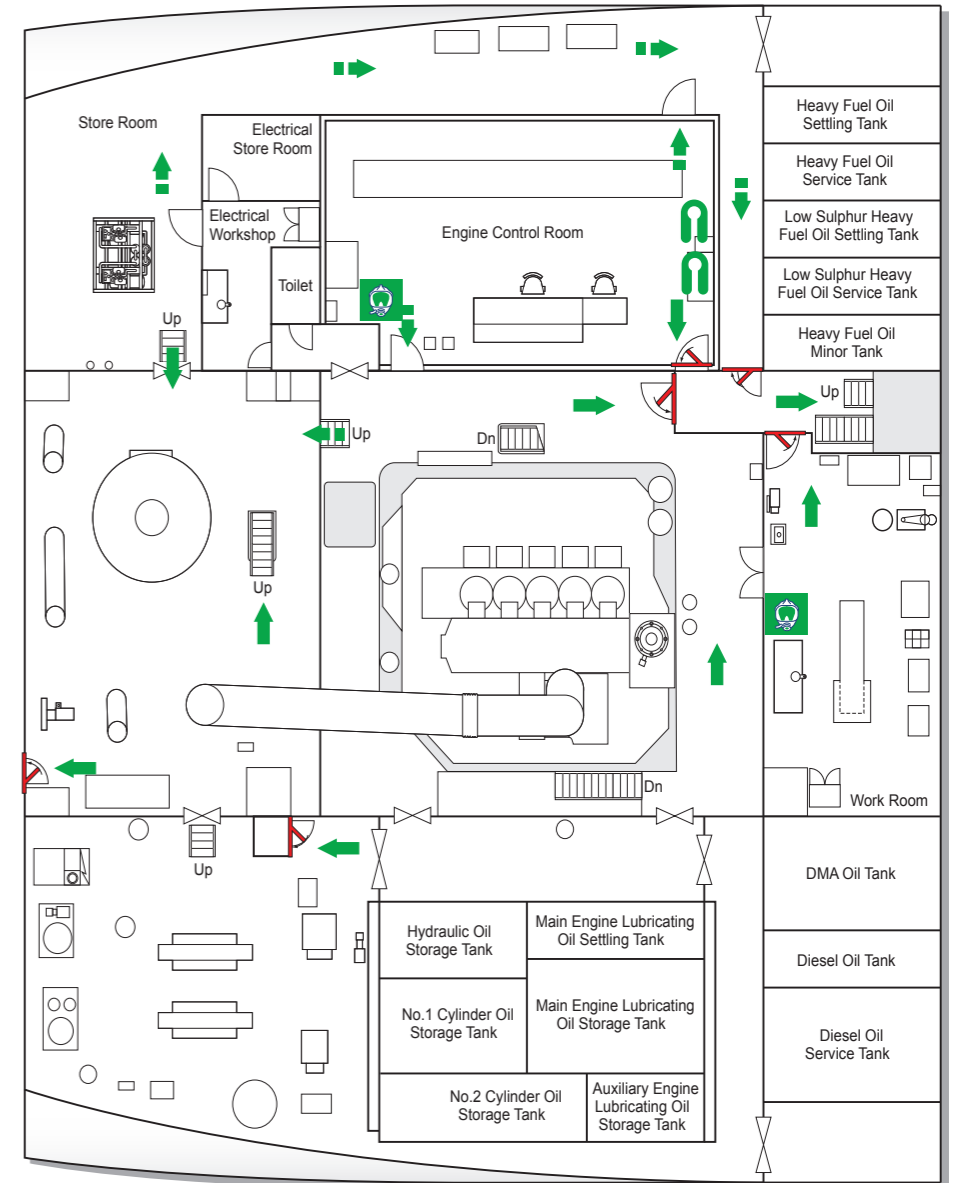 Store Room
Electrical
Store Room
Electrical
Workshop
Toilet
Engine Control Room
Heavy Fuel Oil
Settling Tank
Heavy Fuel Oil
Service Tank
Low Sulphur Heavy
Fuel Oil Settling Tank
Low Sulphur Heavy
Fuel Oil Service Tank
Heavy Fuel Oil
Minor Tank
Up
Up
Up
Dn
Up
Dn
Work Room
Up
DMA Oil Tank
Diesel Oil Tank
Diesel Oil
Service Tank
Hydraulic Oil
Storage Tank
Main Engine Lubricating
Oil Settling Tank
No.1 Cylinder Oil
Storage Tank
Main Engine Lubricating
Oil Storage Tank
No.2 Cylinder Oil
Storage Tank
Auxiliary Engine
Lubricating Oil
Storage Tank